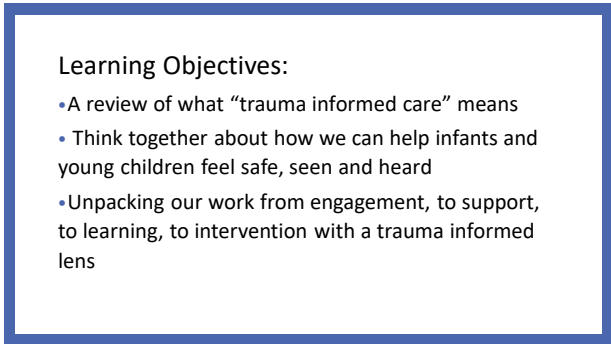 Learning Objectives:
•A review of what “trauma informed care” means
• Think together about how we can help infants and
young children feel safe, seen and heard
•Unpacking our work from engagement, to support,
to learning, to intervention with a trauma informed
lens